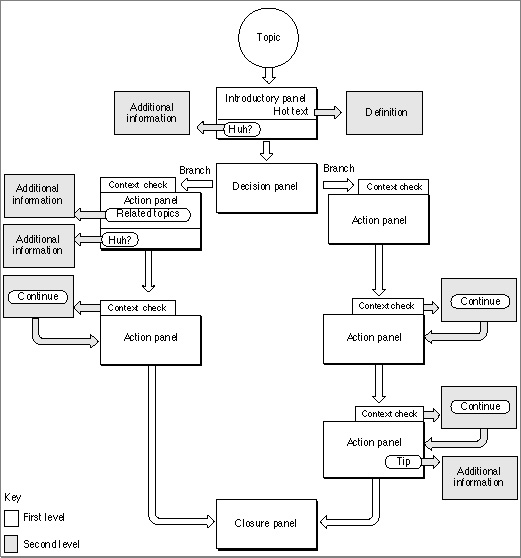 Topic
Additional
information
Introductory panel
Hot text
Huh?
Definition
Branch
Decision panel
Branch
Additional
information
Context check
Action panel
Related topics
Huh?
Additional
information
Context check
Action panel
Continue
Context check
Action panel
Context check
Action panel
Continue
Context check
Action panel
Tip
Continue
Additional
information
Closure panel
Key
First level
Second level